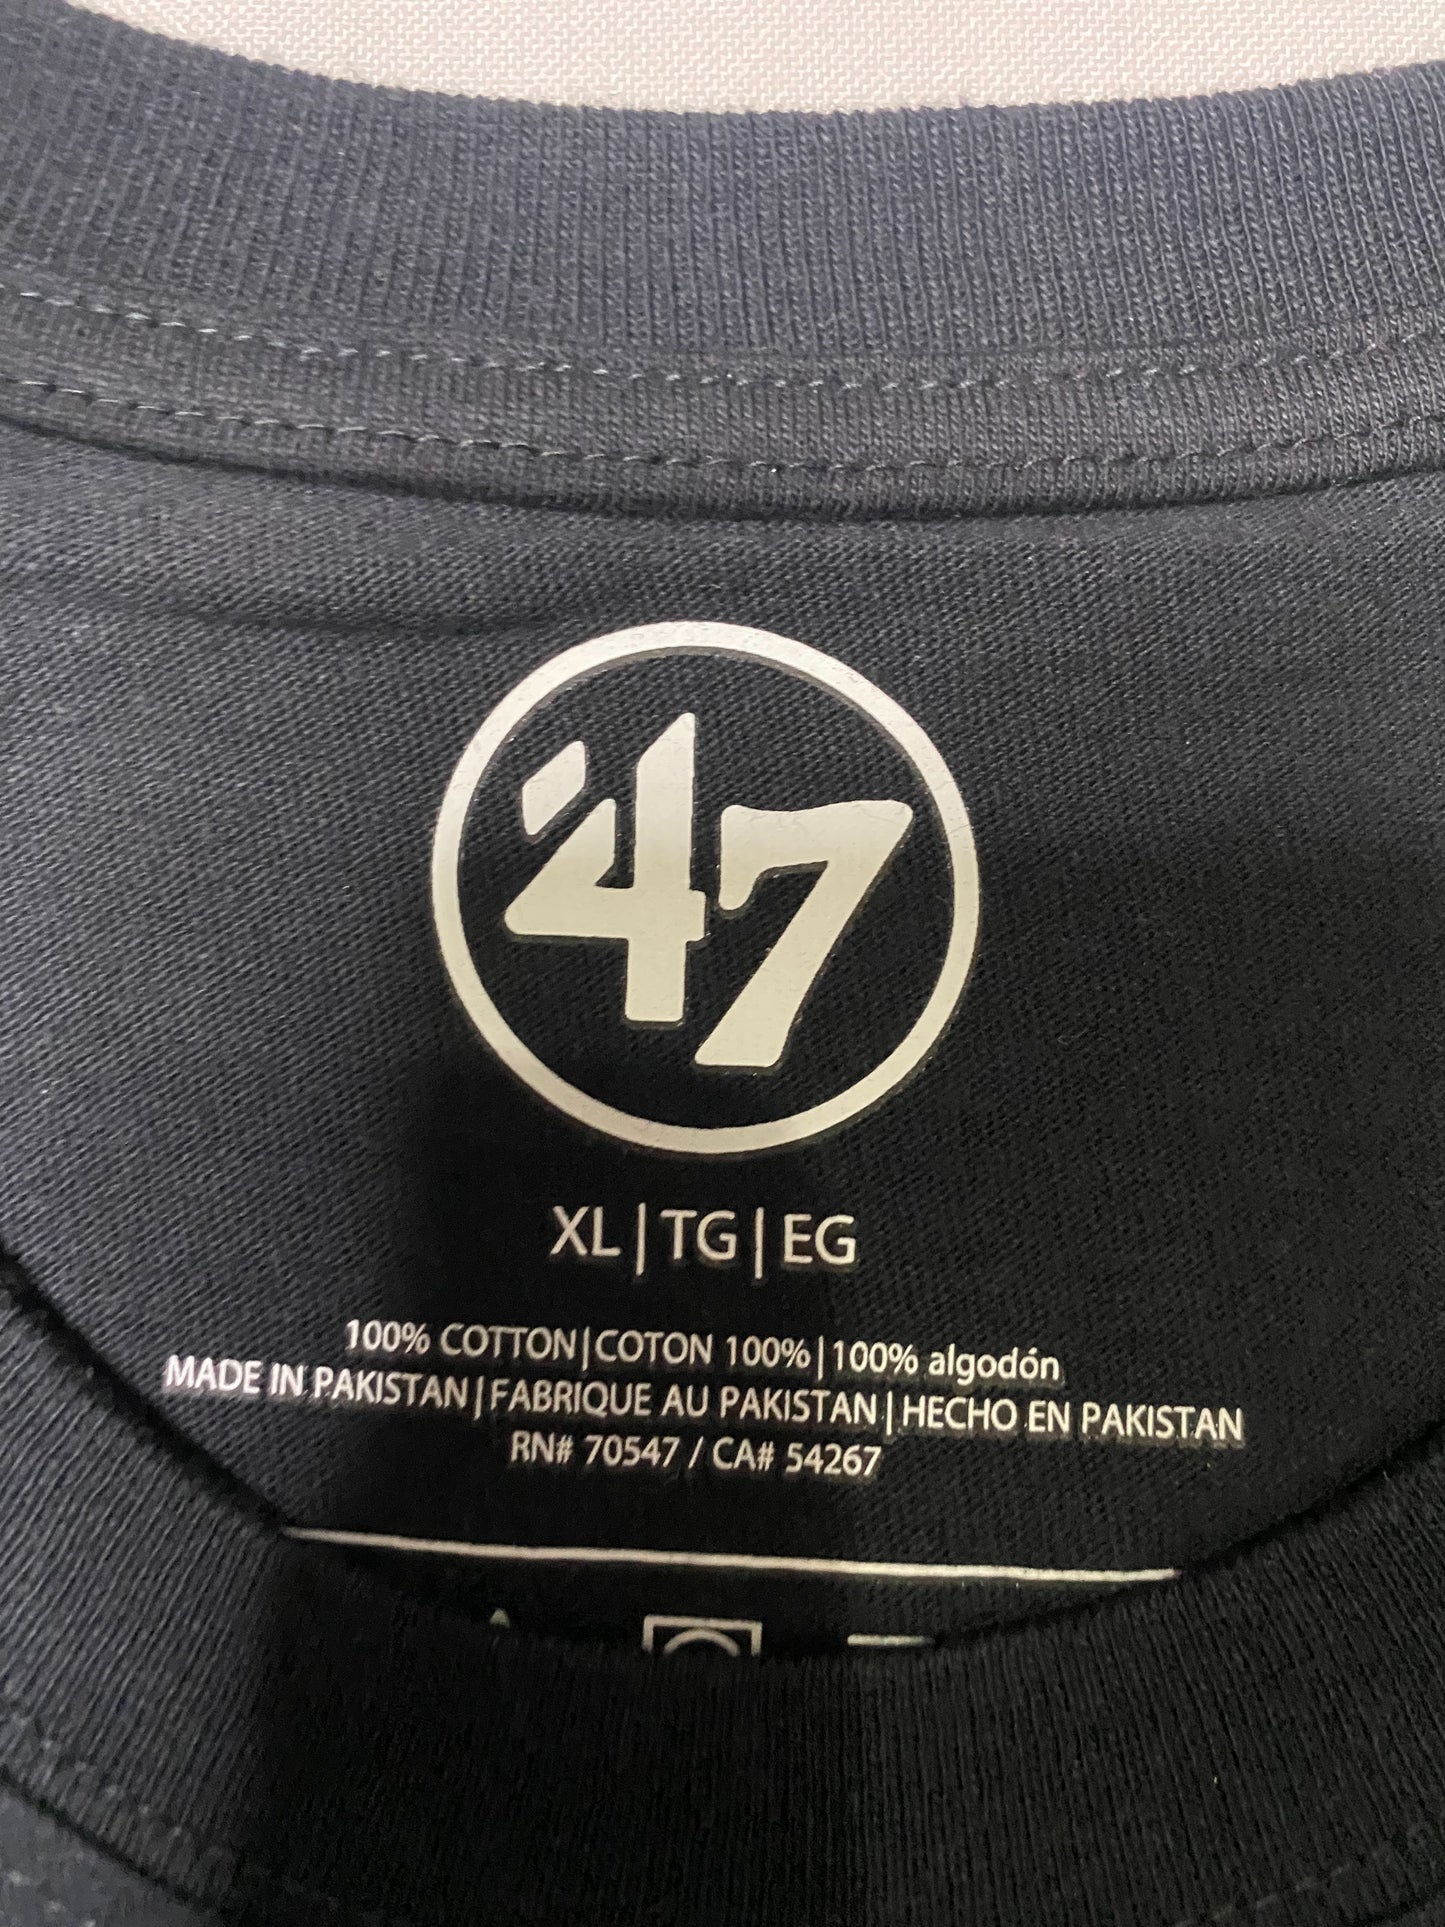 '47
XL|TG|EG
100% COTTON|COTON 100%|100% algodón
MADE IN PAKISTAN|FABRIQUE AU PAKISTAN|HECHO EN PAKISTAN
RN# 70547 / CA# 54267